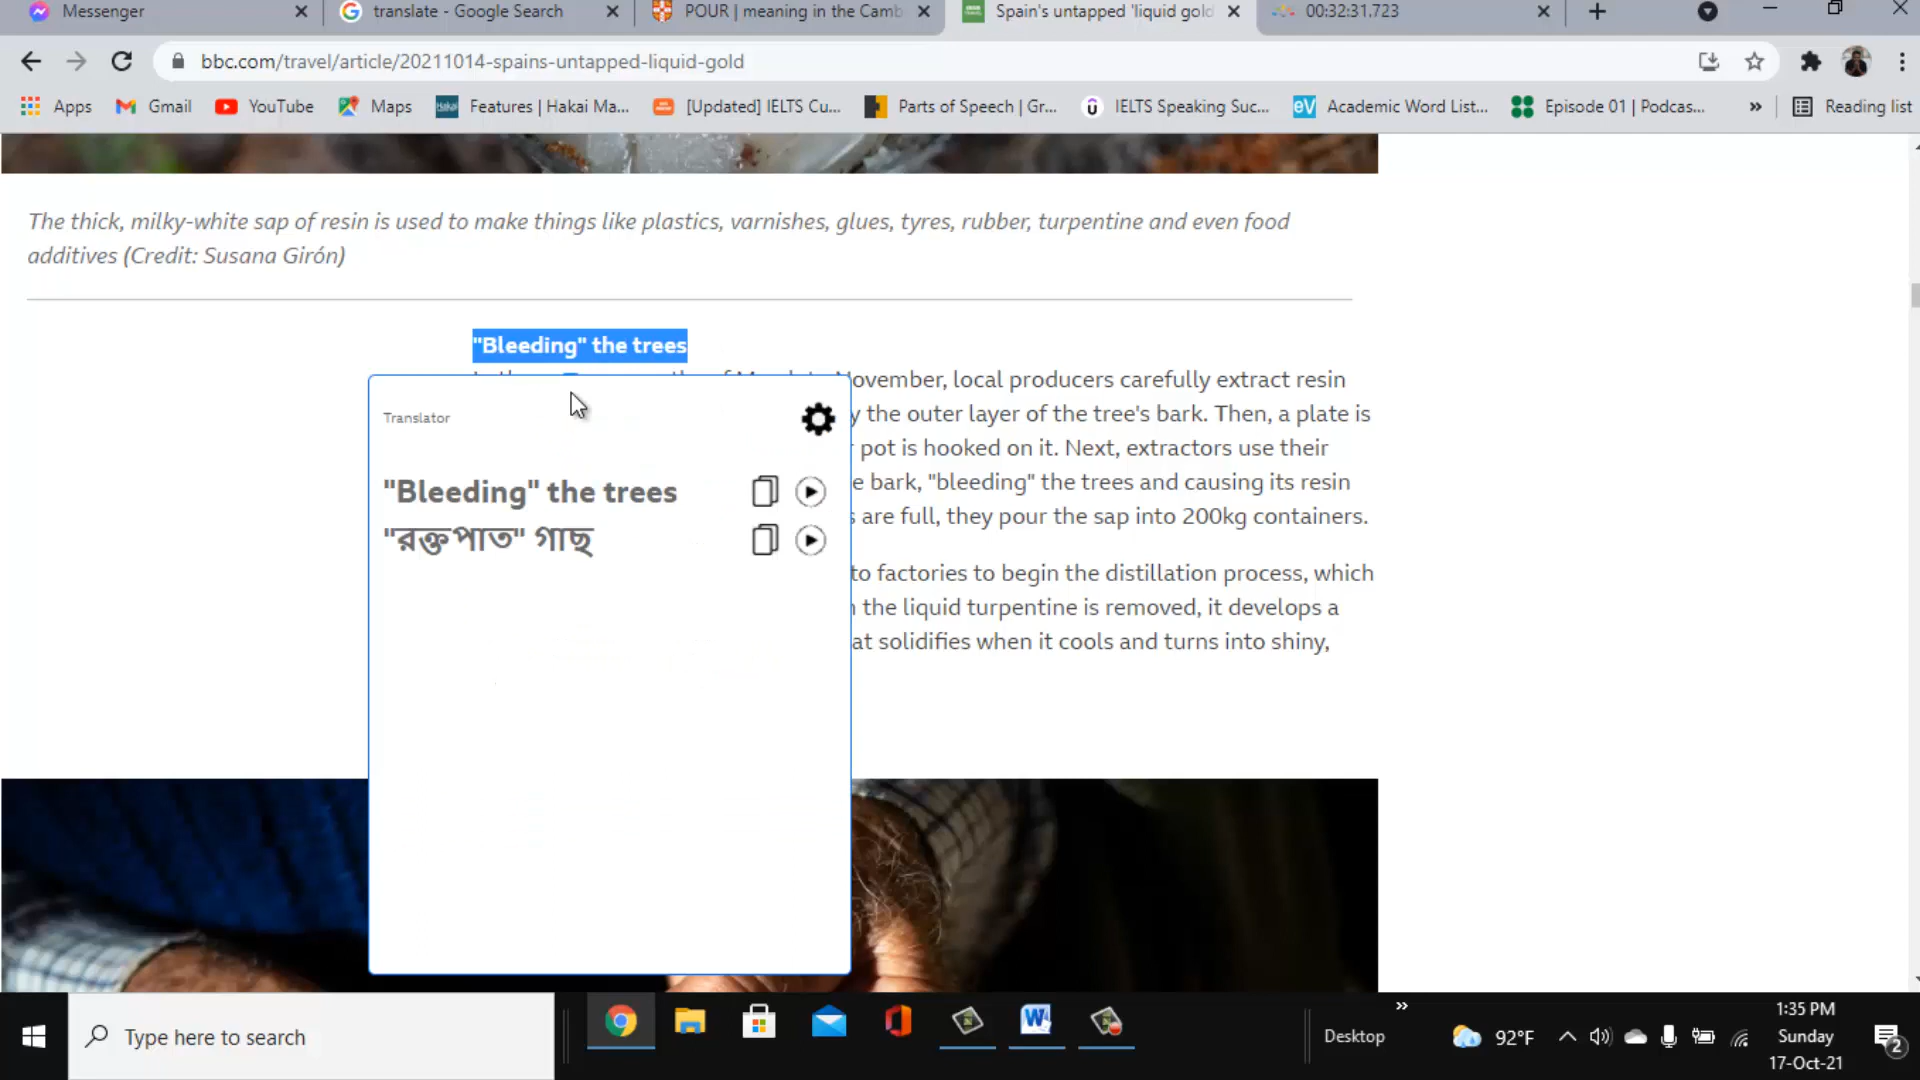 Messenger
translate - Google Search
POUR | meaning in the Camb
Spain's untapped 'liquid gold
00:32:31.723
bbc.com/travel/article/20211014-spains-untapped-liquid-gold
Apps
Gmail
YouTube
Maps
Features | Hakai Ma...
[Updated] IELTS Cu...
Parts of Speech | Gr...
IELTS Speaking Suc...
Academic Word List...
Episode 01 | Podcas...
Reading list
The thick, milky-white sap of resin is used to make things like plastics, varnishes, glues, tyres, rubber, turpentine and even food
additives (Credit: Susana Girón)
"Bleeding" the trees
November, local producers carefully extract resin
the outer layer of the tree's bark. Then, a plate is
pot is hooked on it. Next, extractors use their
bark, "bleeding" the trees and causing its resin
are full, they pour the sap into 200kg containers.
to factories to begin the distillation process, which
the liquid turpentine is removed, it develops a
at solidifies when it cools and turns into shiny,
Translator
"Bleeding" the trees
"রক্তপাত" গাছ
Type here to search
Desktop
92°F
1:35 PM
Sunday
17-Oct-21
2